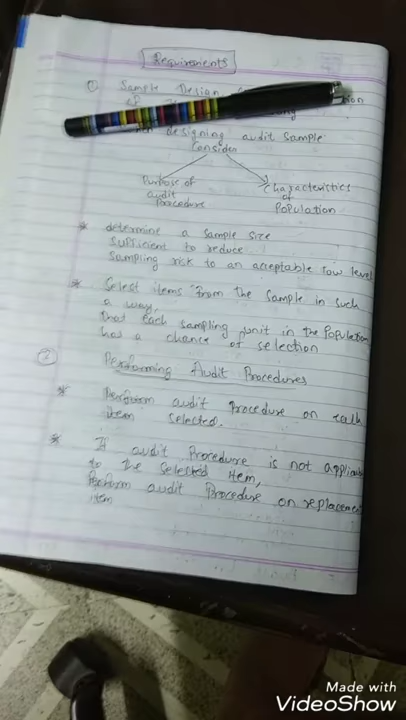 Requirements
① Sample Design
when designing audit sample
Consider
Purpose of
audit
Procedure
Characteristics
of
Population
* determine a sample size
sufficient to reduce
sampling risk to an acceptable low level
* Select items from the sample in such
a way,
that each sampling unit in the Population
has a chance of selection
② Performing Audit Procedures
* Perform audit Procedure on each
item selected.
* If audit Procedure is not applicable
to the selected item,
Perform audit Procedure on replacement
item
Made with
VideoShow